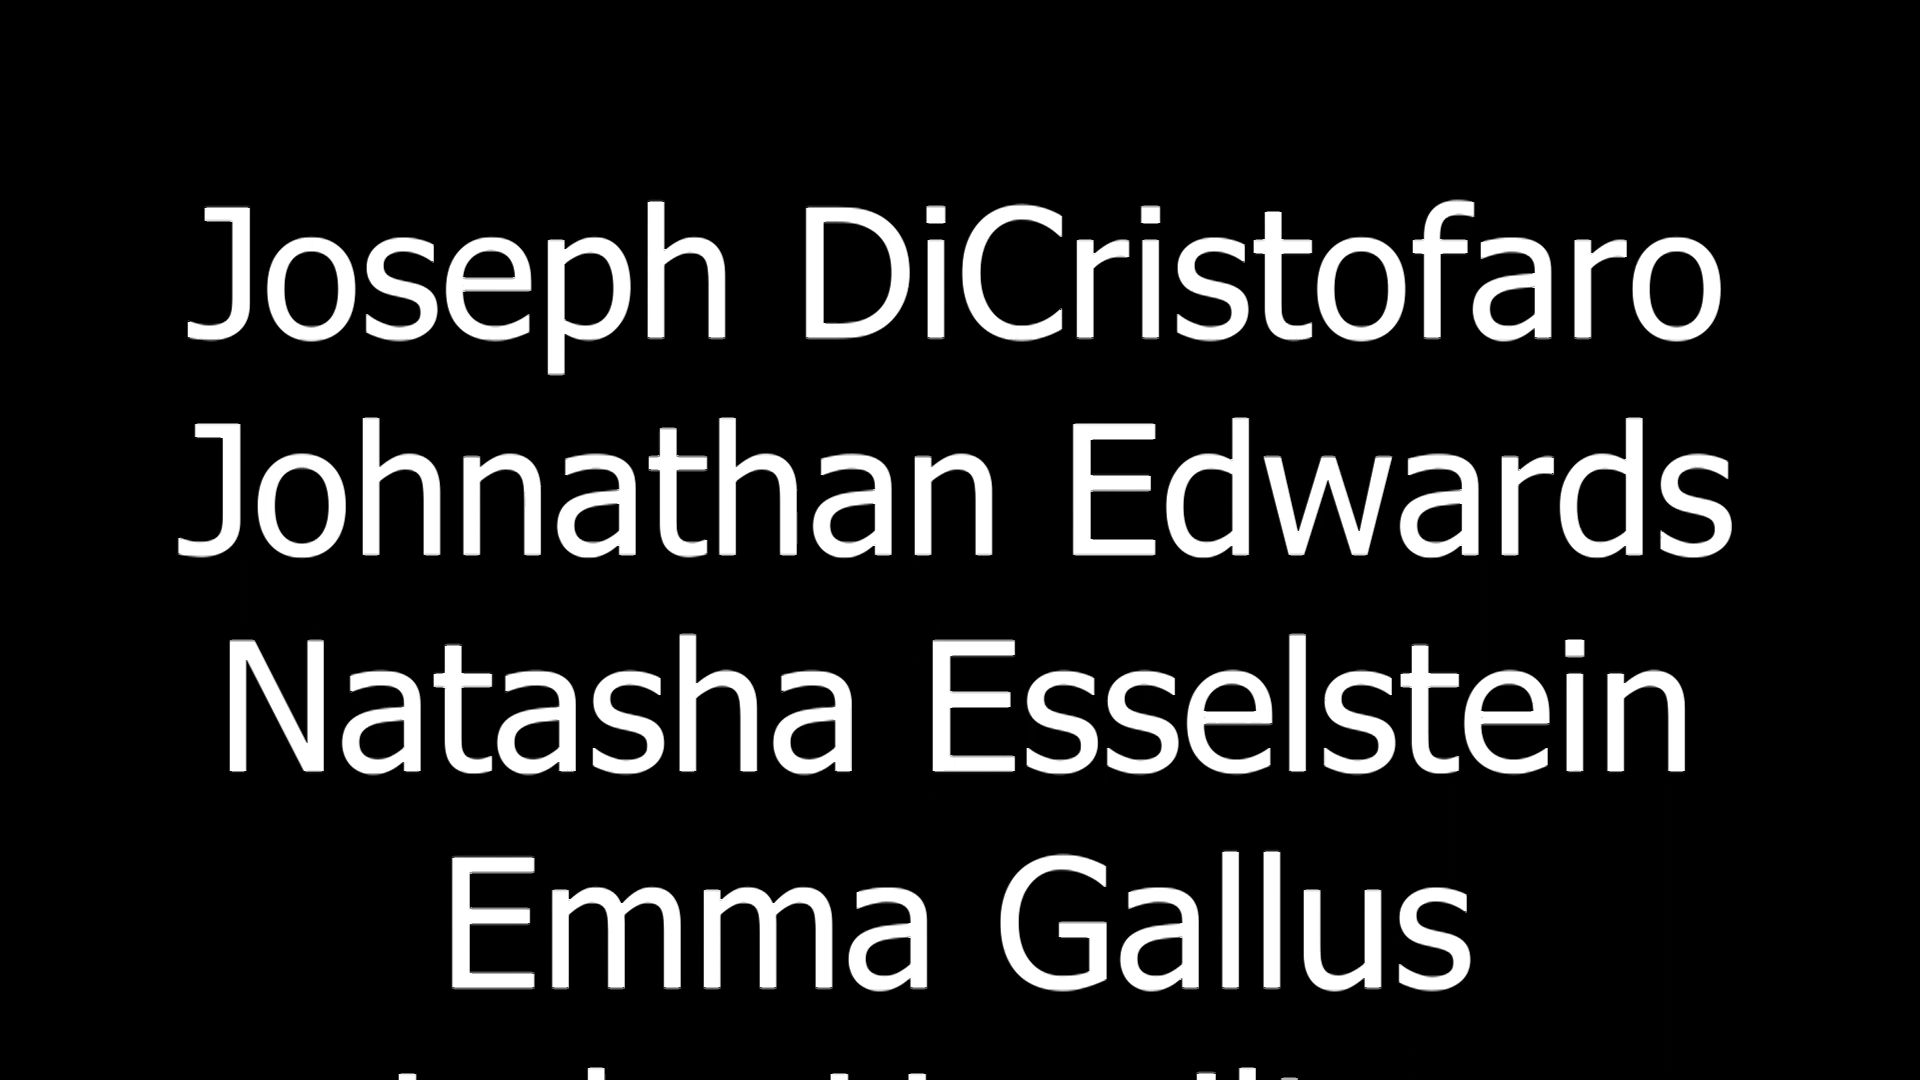 Joseph DiCristofaro
Johnathan Edwards
Natasha Esselstein
Emma Gallus